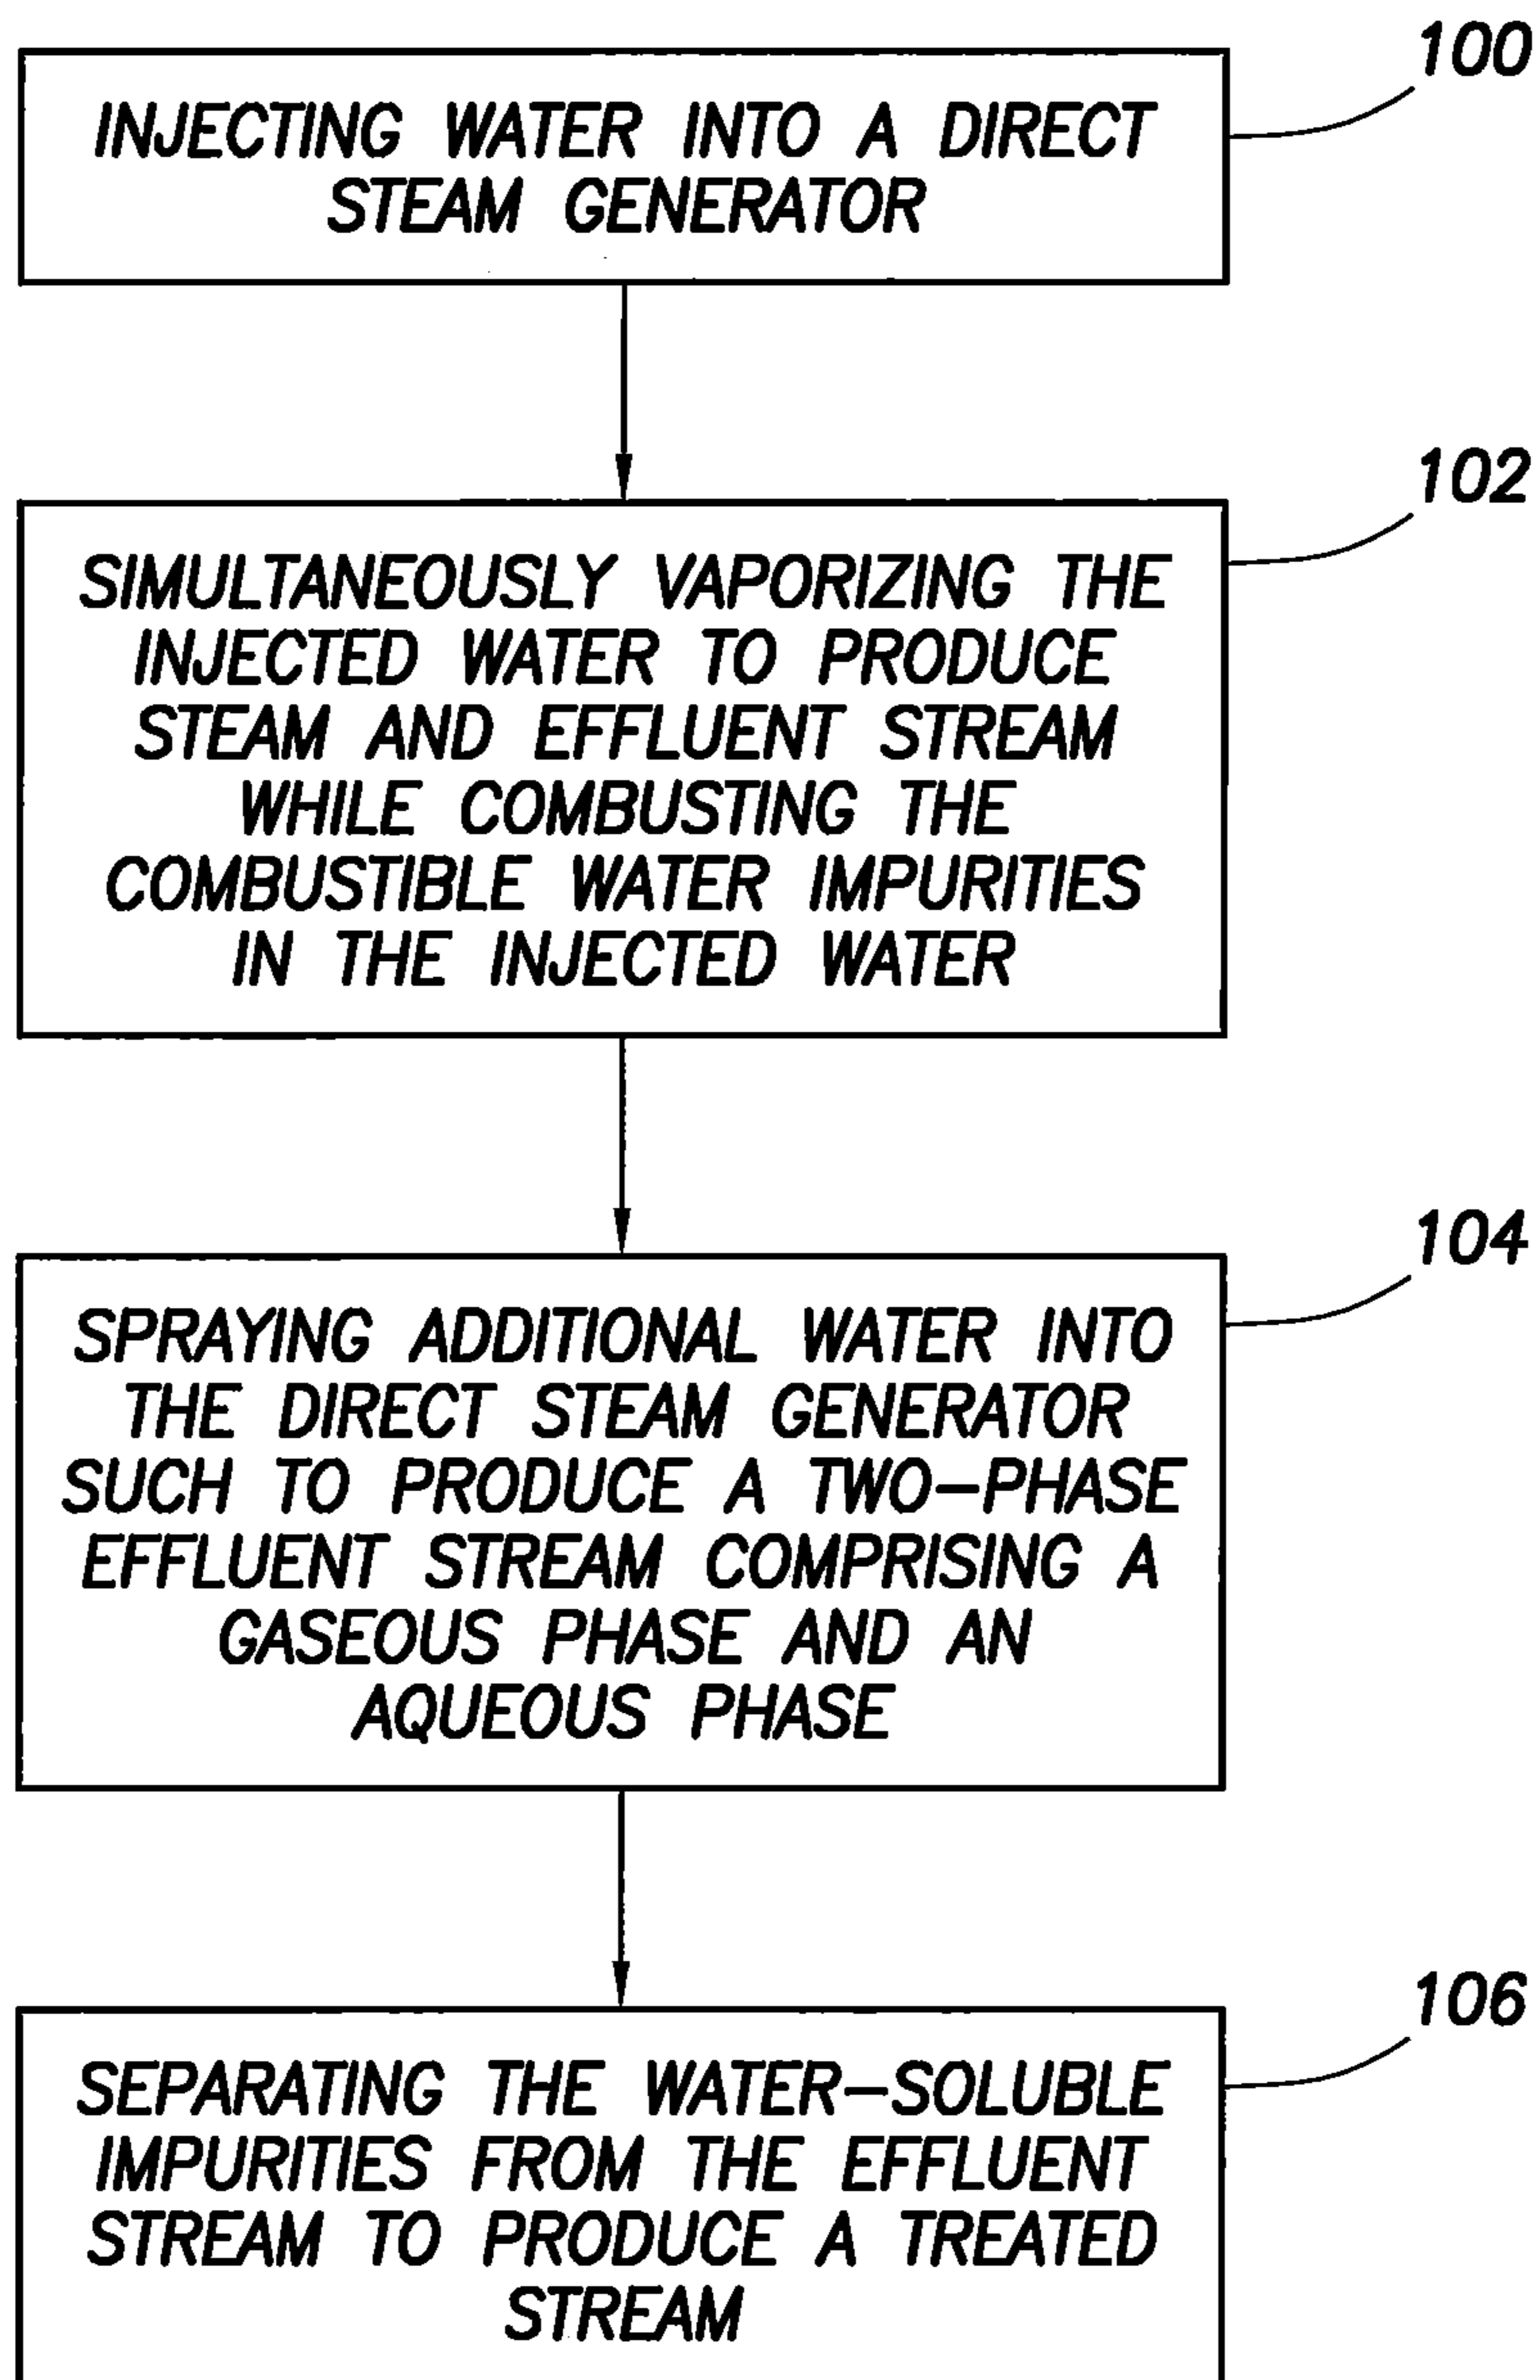 100
INJECTING WATER INTO A DIRECT
STEAM GENERATOR
102
SIMULTANEOUSLY VAPORIZING THE
INJECTED WATER TO PRODUCE
STEAM AND EFFLUENT STREAM
WHILE COMBUSTING THE
COMBUSTIBLE WATER IMPURITIES
IN THE INJECTED WATER
104
SPRAYING ADDITIONAL WATER INTO
THE DIRECT STEAM GENERATOR
SUCH TO PRODUCE A TWO-PHASE
EFFLUENT STREAM COMPRISING A
GASEOUS PHASE AND AN
AQUEOUS PHASE
106
SEPARATING THE WATER-SOLUBLE
IMPURITIES FROM THE EFFLUENT
STREAM TO PRODUCE A TREATED
STREAM